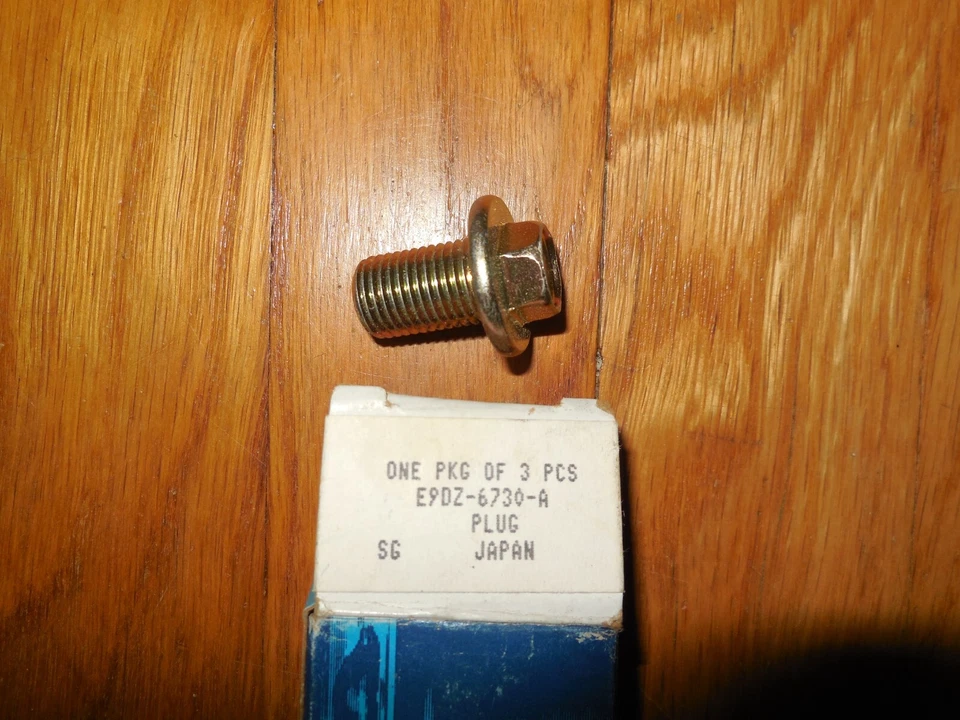 ONE PKG OF 3 PCS
E9DZ-6730-A
PLUG
SG JAPAN